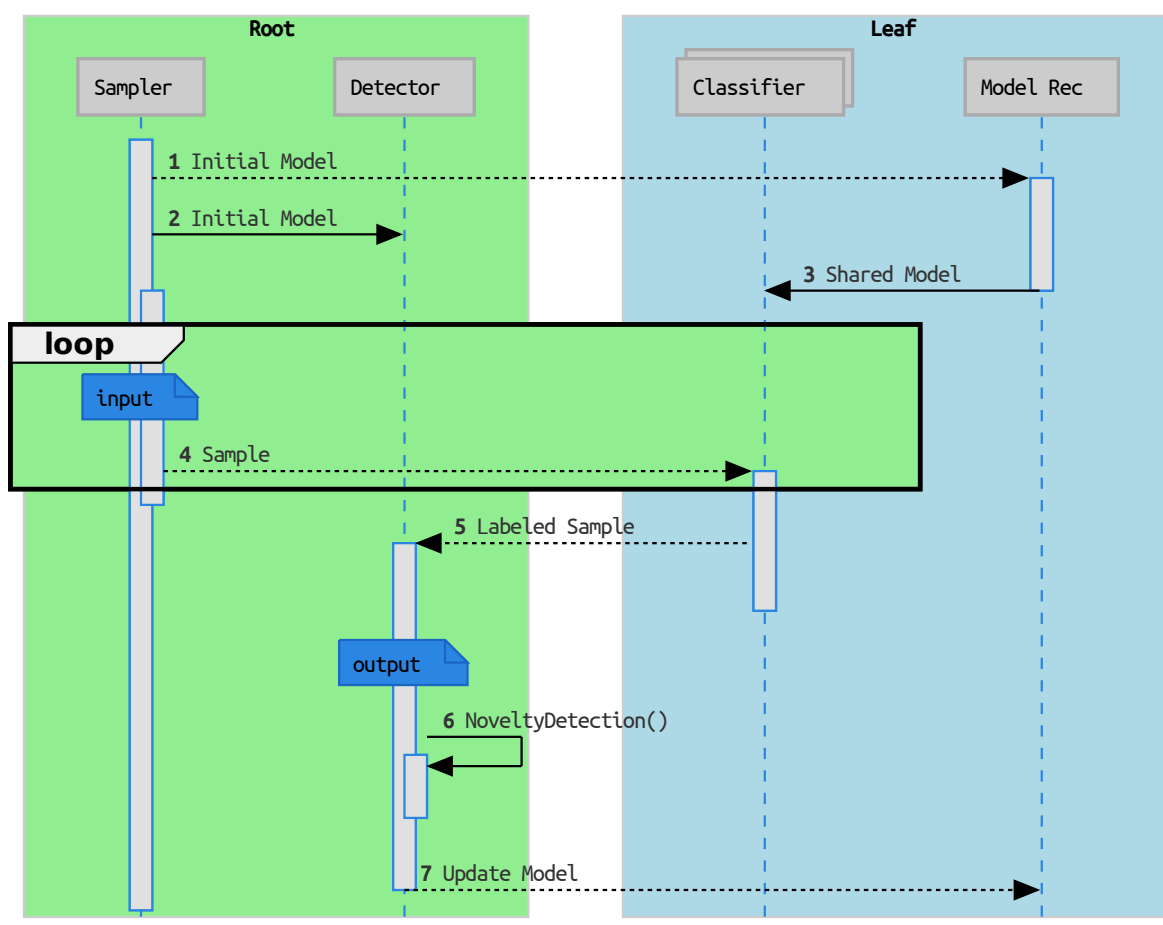 Root
Leaf
Sampler
Detector
Classifier
Model Rec
1 Initial Model
2 Initial Model
3 Shared Model
loop
input
4 Sample
5 Labeled Sample
output
6 NoveltyDetection()
7 Update Model